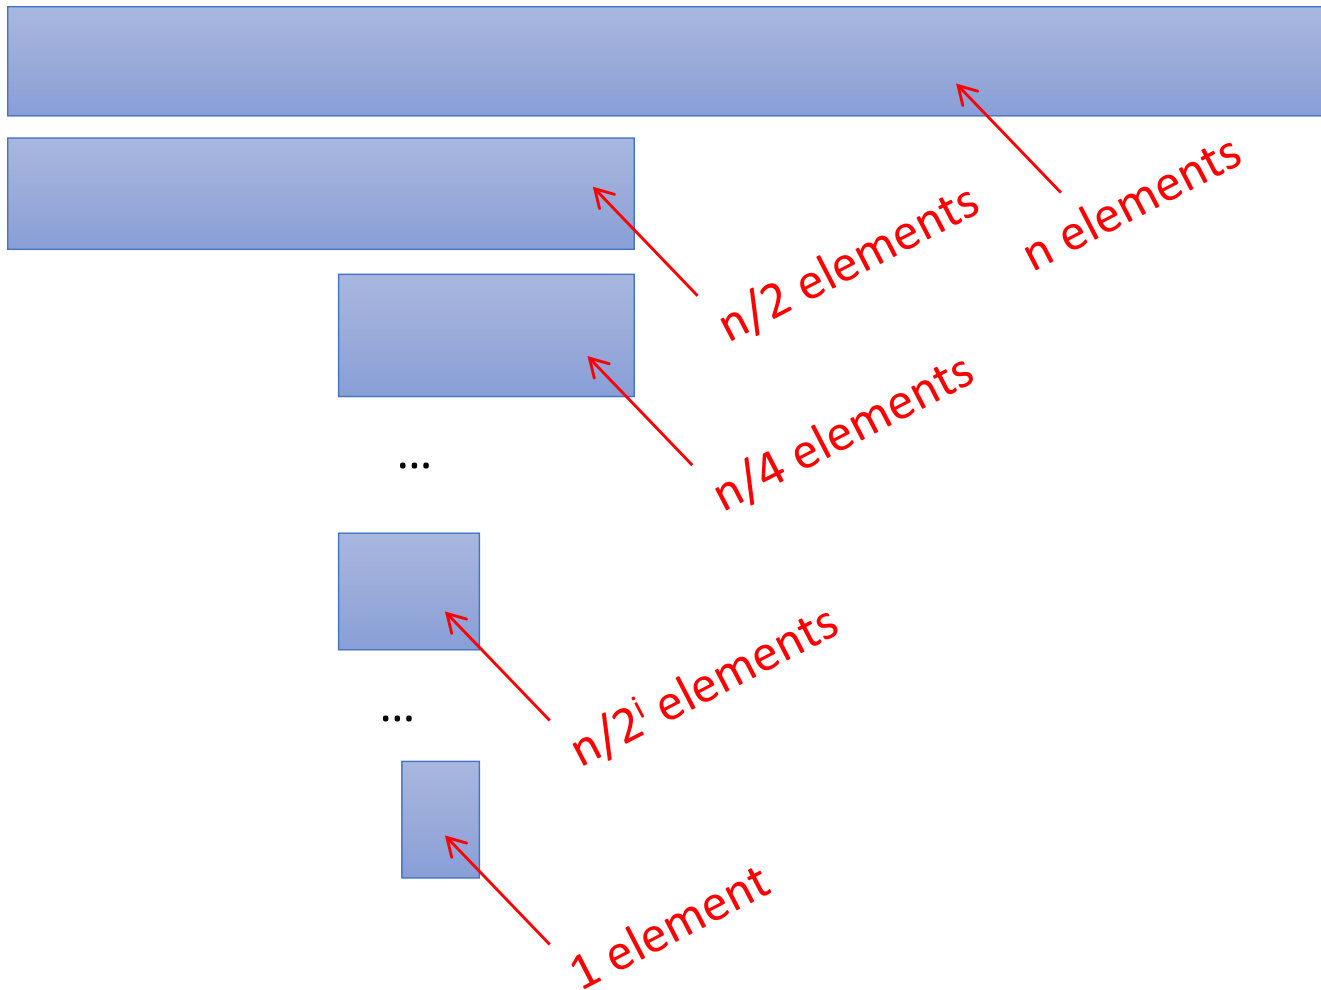 n elements
n/2 elements
n/4 elements
...
n/2ⁱ elements
...
1 element